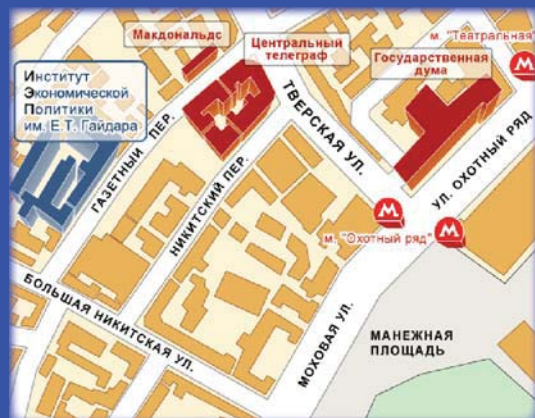 Макдональдс
Центральный
телеграф
м. "Театральная"
Государственная
дума
Институт
Экономической
Политики
им. Е.Т. Гайдара
ГАЗЕТНЫЙ ПЕР.
НИКИТСКИЙ ПЕР.
ТВЕРСКАЯ УЛ.
УЛ. ОХОТНЫЙ РЯД
М
М
М
м. "Охотный ряд"
БОЛЬШАЯ НИКИТСКАЯ УЛ.
МОХОВАЯ УЛ.
МАНЕЖНАЯ
ПЛОЩАДЬ